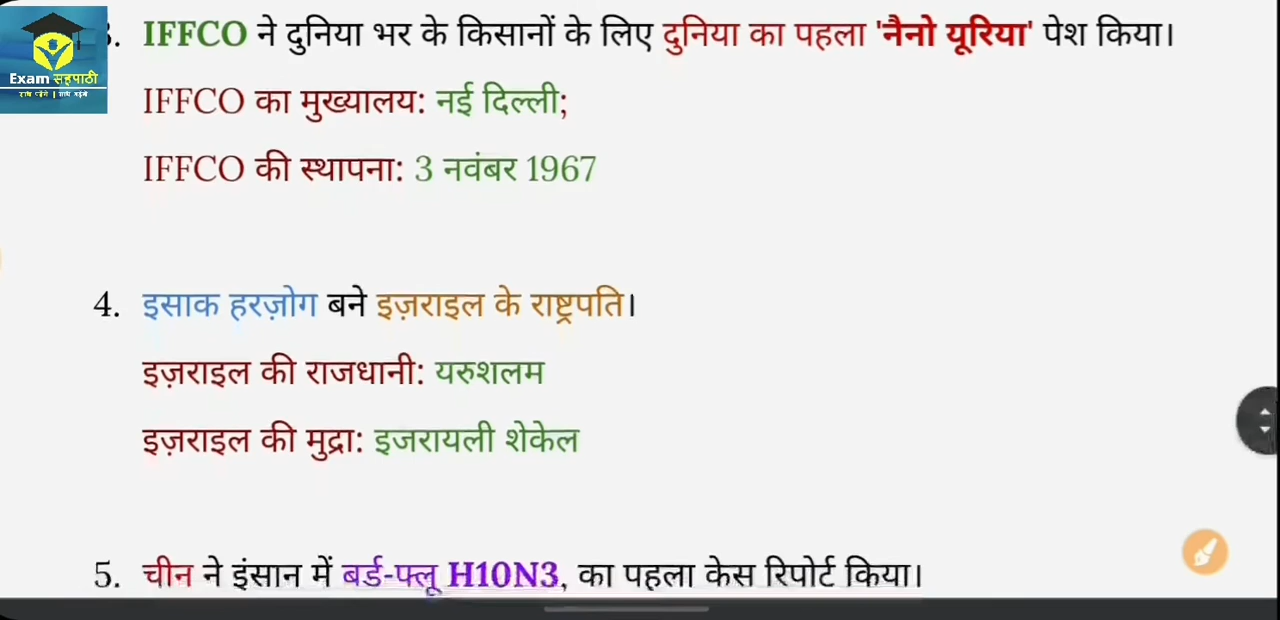 Exam सहपाठी
3. IFFCO ने दुनिया भर के किसानों के लिए दुनिया का पहला 'नैनो यूरिया' पेश किया।
IFFCO का मुख्यालय: नई दिल्ली;
IFFCO की स्थापना: 3 नवंबर 1967
4. इसाक हरज़ोग बने इज़राइल के राष्ट्रपति।
इज़राइल की राजधानी: यरुशलम
इज़राइल की मुद्रा: इजरायली शेकेल
5. चीन ने इंसान में बर्ड-फ्लू H10N3, का पहला केस रिपोर्ट किया।